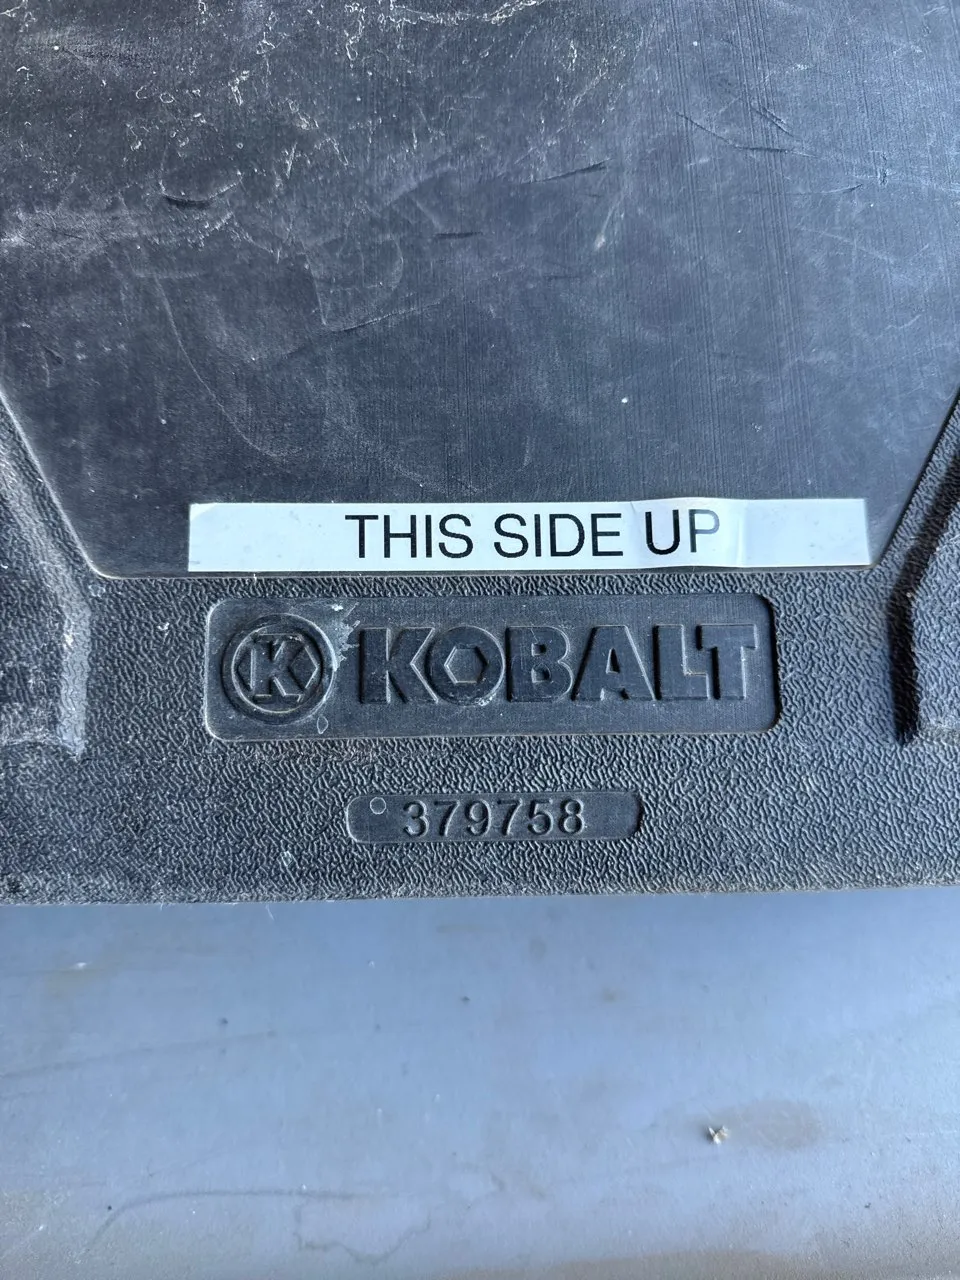 THIS SIDE UP
K KOBALT
379758